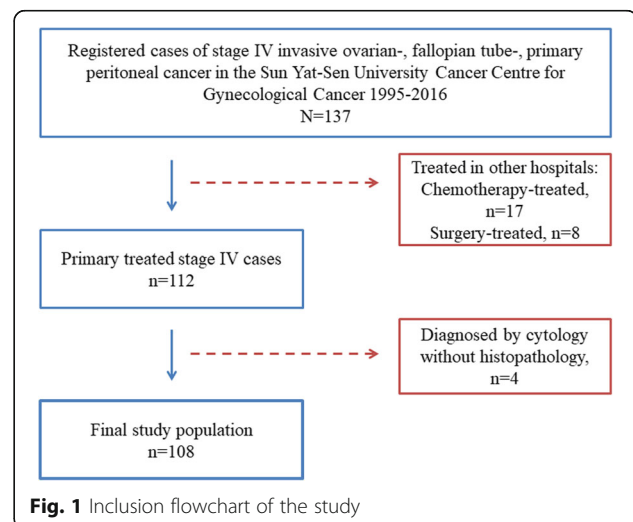 Registered cases of stage IV invasive ovarian-, fallopian tube-, primary
peritoneal cancer in the Sun Yat-Sen University Cancer Centre for
Gynecological Cancer 1995-2016
N=137
Treated in other hospitals:
Chemotherapy-treated,
n=17
Surgery-treated, n=8
Primary treated stage IV cases
n=112
Diagnosed by cytology
without histopathology,
n=4
Final study population
n=108
Fig. 1 Inclusion flowchart of the study